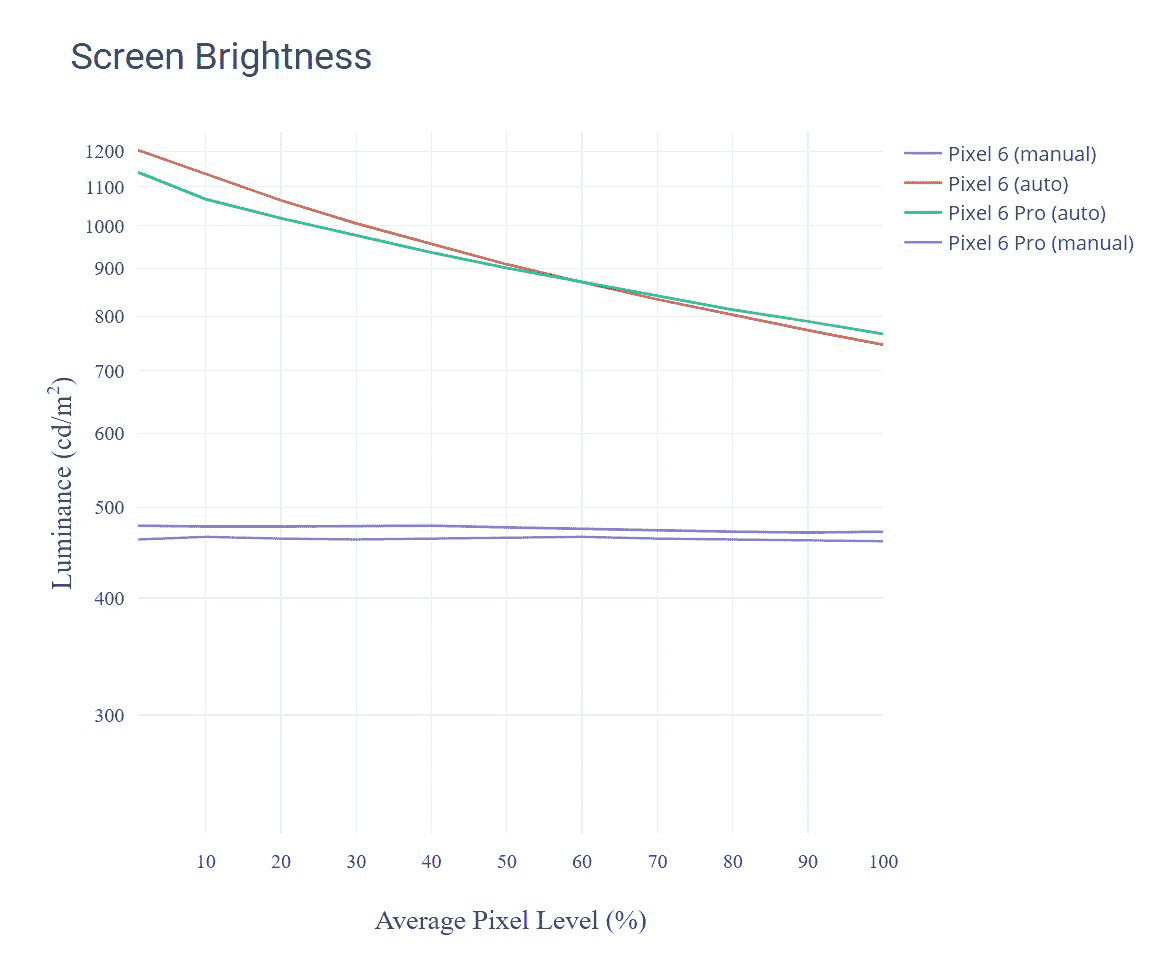 Screen Brightness
1200
1100
1000
900
800
700
600
500
400
300
Luminance (cd/m²)
10 20 30 40 50 60 70 80 90 100
Average Pixel Level (%)
Pixel 6 (manual)
Pixel 6 (auto)
Pixel 6 Pro (auto)
Pixel 6 Pro (manual)